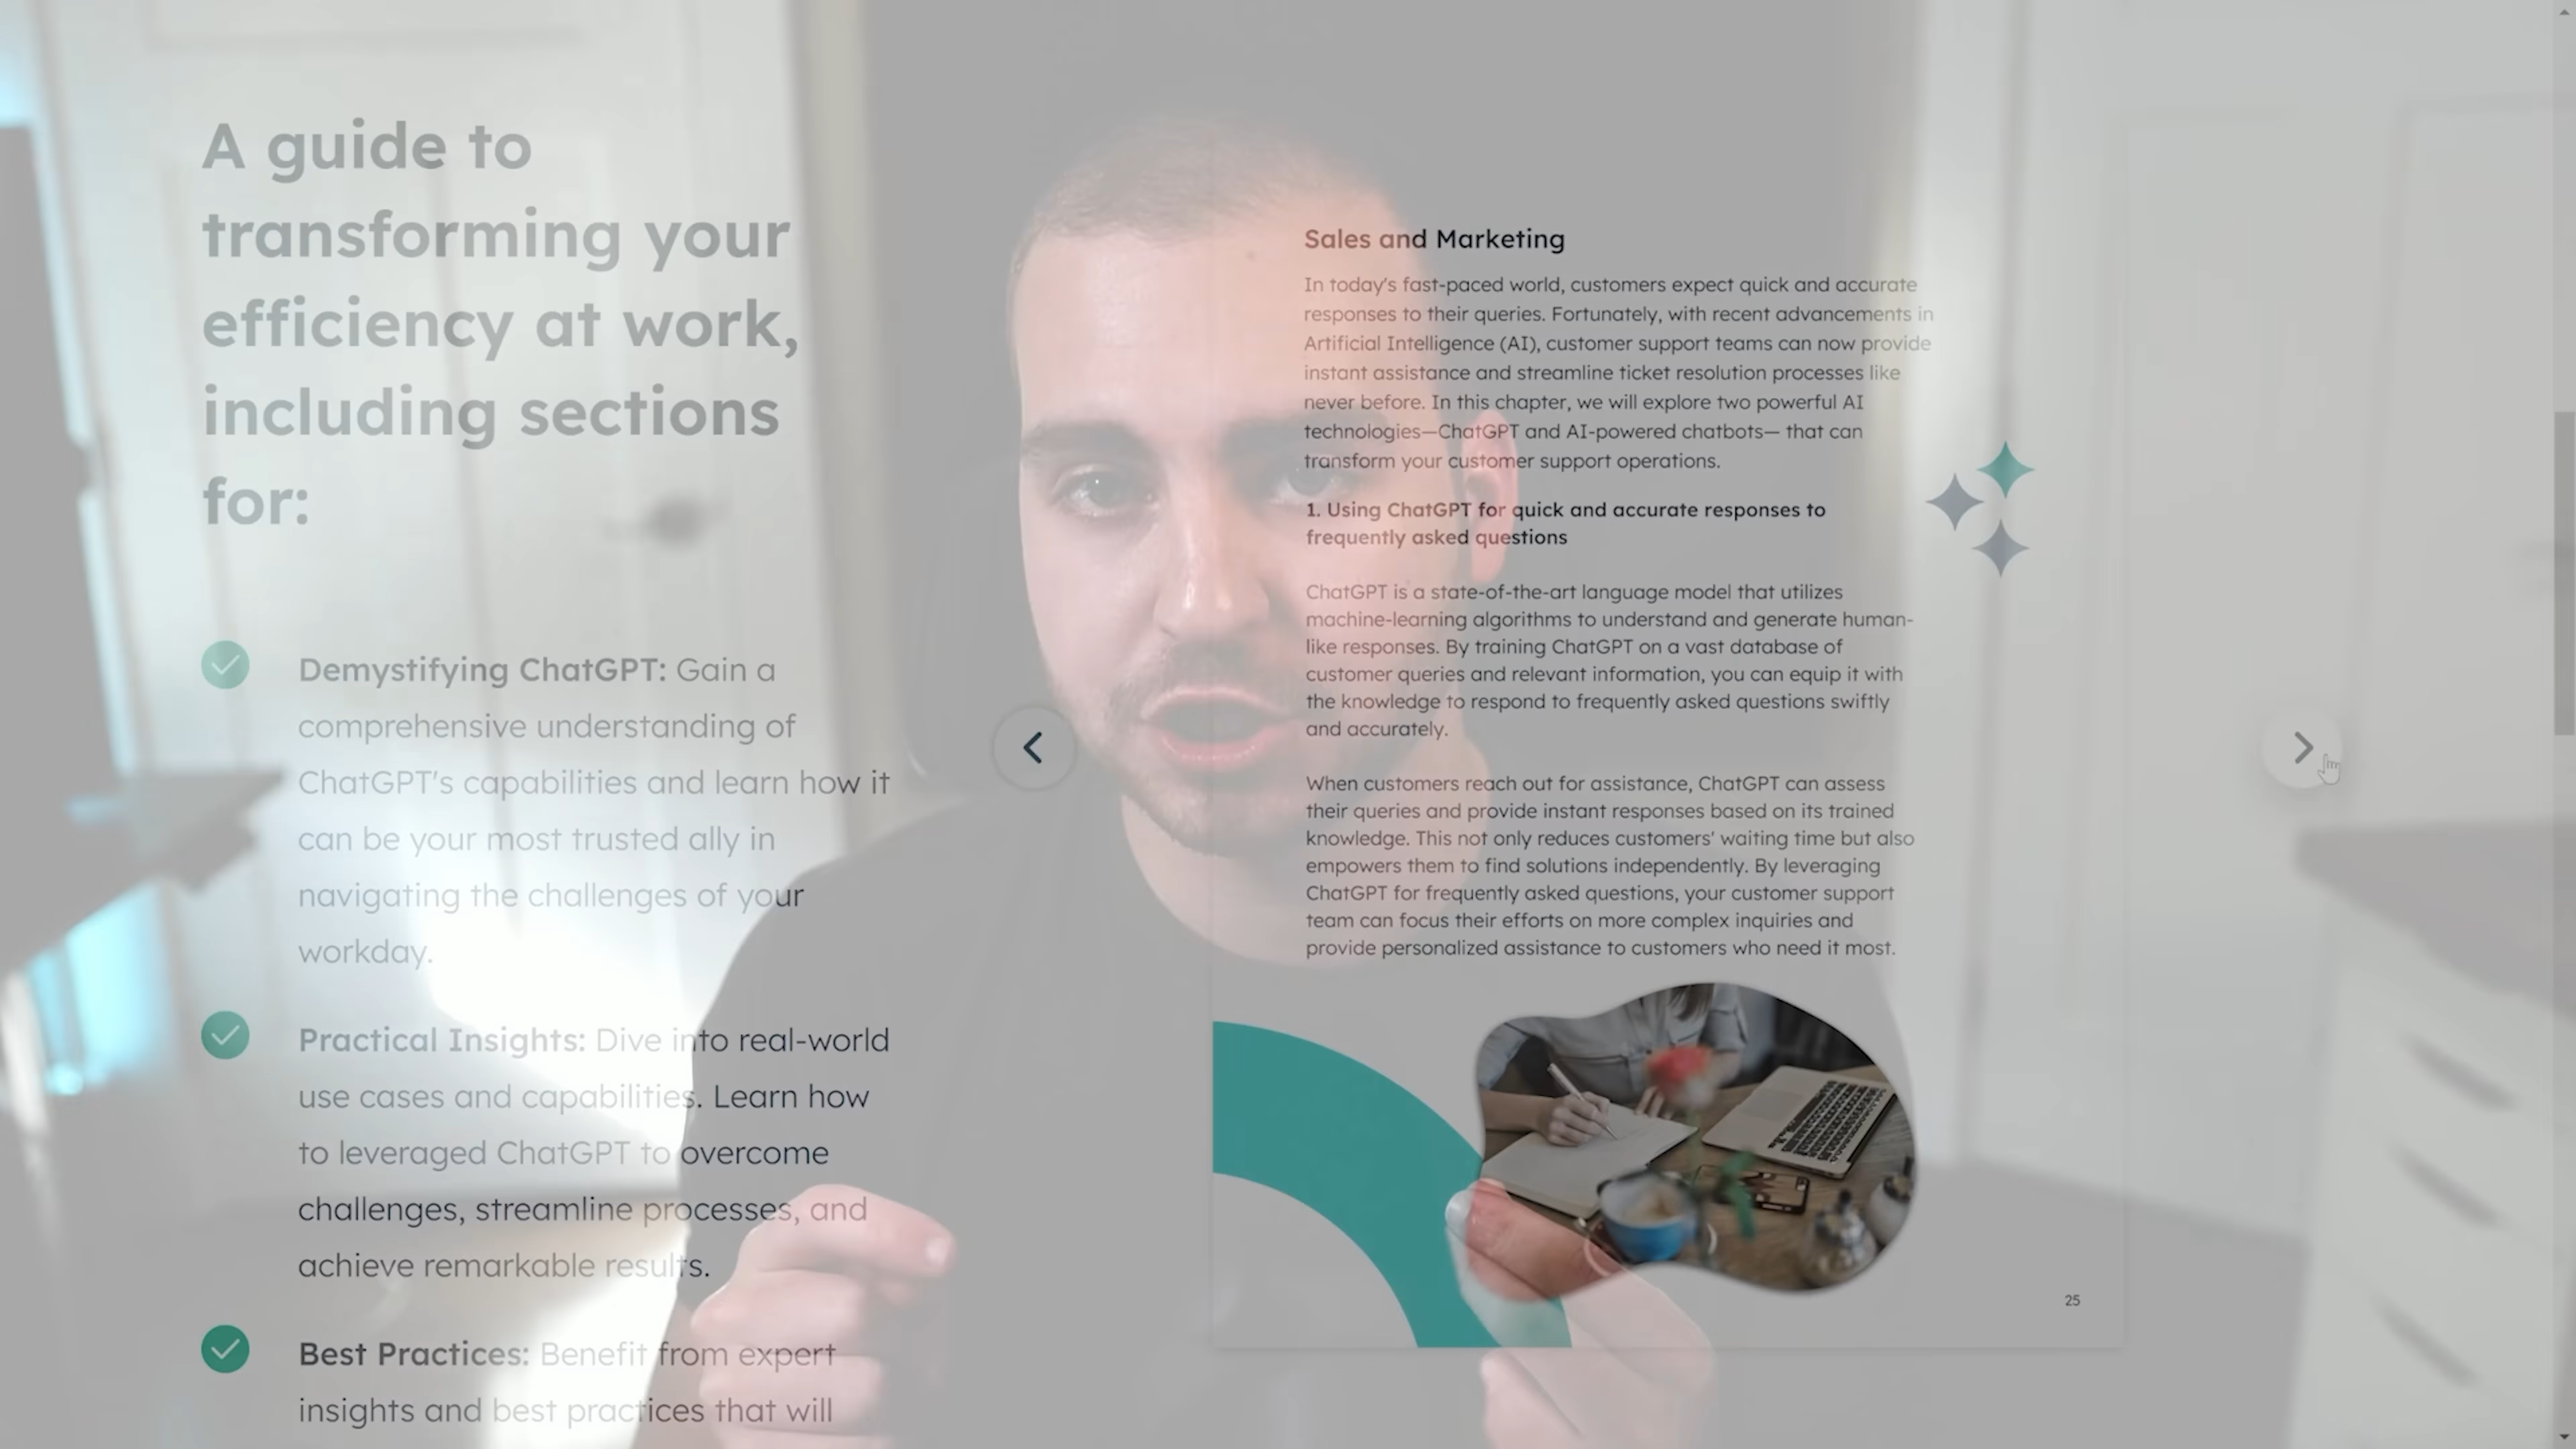 A guide to
transforming your
efficiency at work,
including sections
for:
Demystifying ChatGPT: Gain a
comprehensive understanding of
ChatGPT's capabilities and learn how it
can be your most trusted ally in
navigating the challenges of your
workday.
Practical Insights: Dive into real-world
use cases and capabilities. Learn how
to leveraged ChatGPT to overcome
challenges, streamline processes, and
achieve remarkable results.
Best Practices: Benefit from expert
insights and best practices that will
Sales and Marketing
In today's fast-paced world, customers expect quick and accurate
responses to their queries. Fortunately, with recent advancements in
Artificial Intelligence (AI), customer support teams can now provide
instant assistance and streamline ticket resolution processes like
never before. In this chapter, we will explore two powerful AI
technologies—ChatGPT and AI-powered chatbots— that can
transform your customer support operations.
1. Using ChatGPT for quick and accurate responses to
frequently asked questions
ChatGPT is a state-of-the-art language model that utilizes
machine-learning algorithms to understand and generate human-
like responses. By training ChatGPT on a vast database of
customer queries and relevant information, you can equip it with
the knowledge to respond to frequently asked questions swiftly
and accurately.
When customers reach out for assistance, ChatGPT can assess
their queries and provide instant responses based on its trained
knowledge. This not only reduces customers' waiting time but also
empowers them to find solutions independently. By leveraging
ChatGPT for frequently asked questions, your customer support
team can focus their efforts on more complex inquiries and
provide personalized assistance to customers who need it most.
25